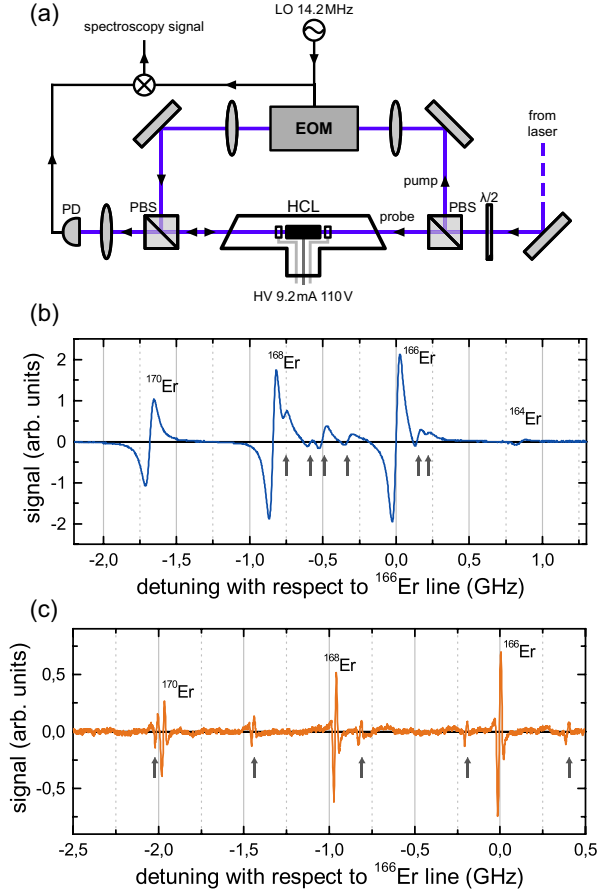 (a)
LO 14.2MHz
spectroscopy signal
EOM
from
laser
pump
PD
PBS
HCL
probe
PBS
λ/2
HV 9.2mA 110V
(b)
signal (arb. units)
2
1
0
-1
-2
¹⁷⁰Er
¹⁶⁸Er
¹⁶⁶Er
¹⁶⁴Er
-2,0
-1,5
-1,0
-0,5
0,0
0,5
1,0
detuning with respect to ¹⁶⁶Er line (GHz)
(c)
signal (arb. units)
0,5
0,0
-0,5
¹⁷⁰Er
¹⁶⁸Er
¹⁶⁶Er
-2,5
-2,0
-1,5
-1,0
-0,5
0,0
0,5
detuning with respect to ¹⁶⁶Er line (GHz)